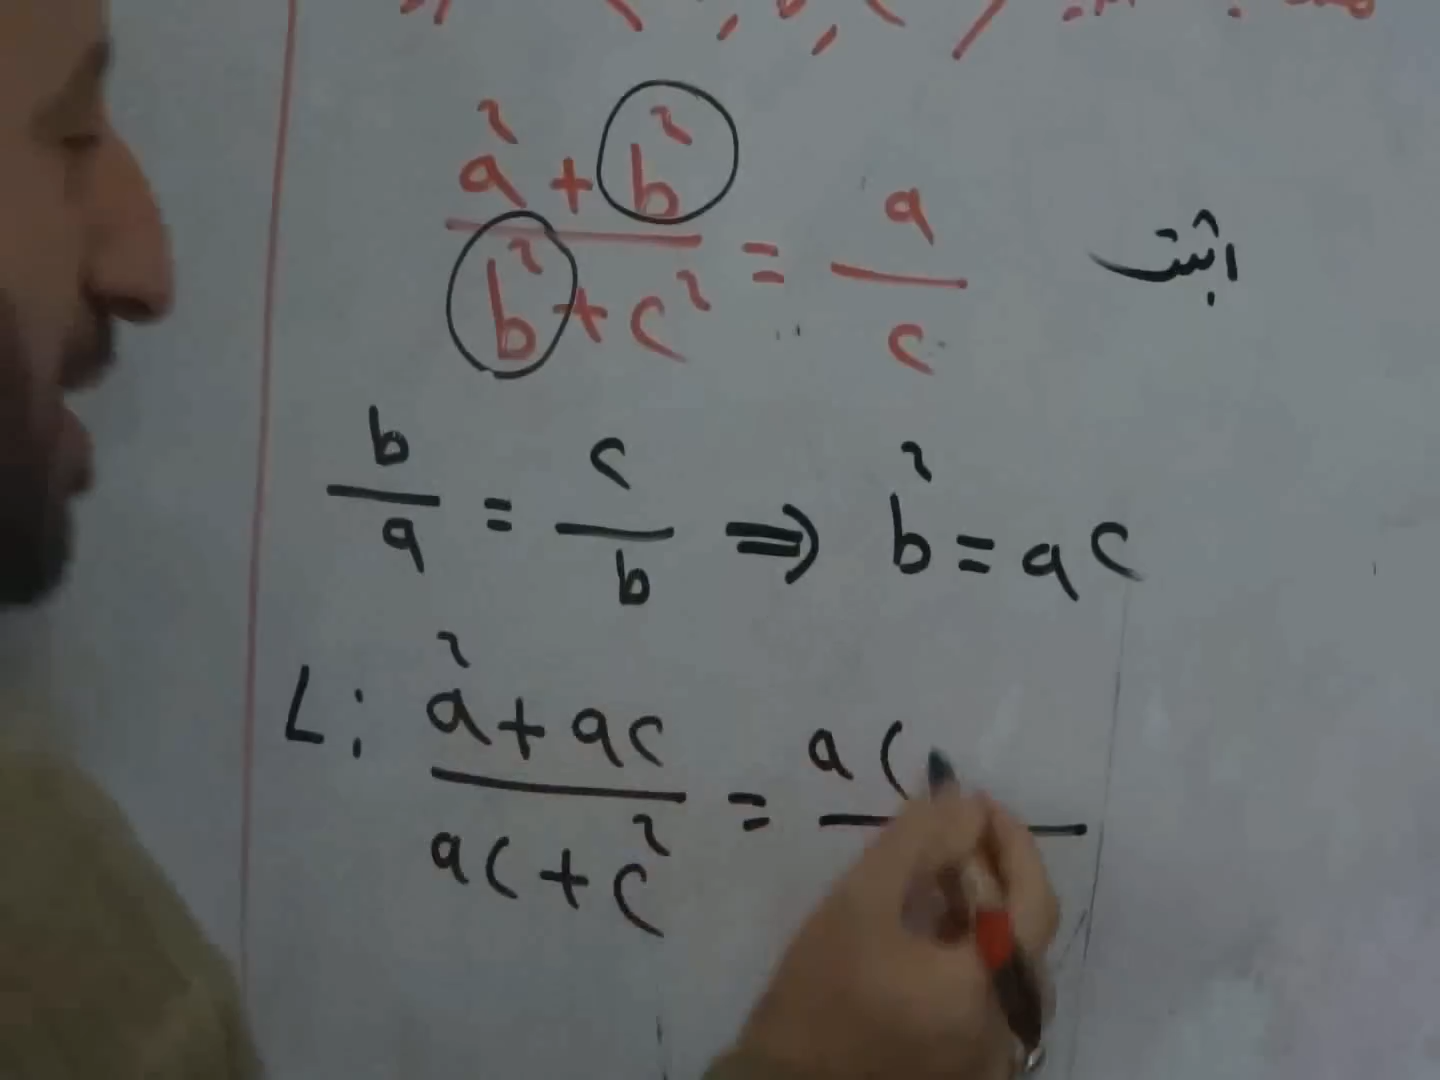 a² + b² / b² + c² = a / c اثبت
b / a = c / b ⇒ b² = ac
L: a² + ac / ac + c² = a (